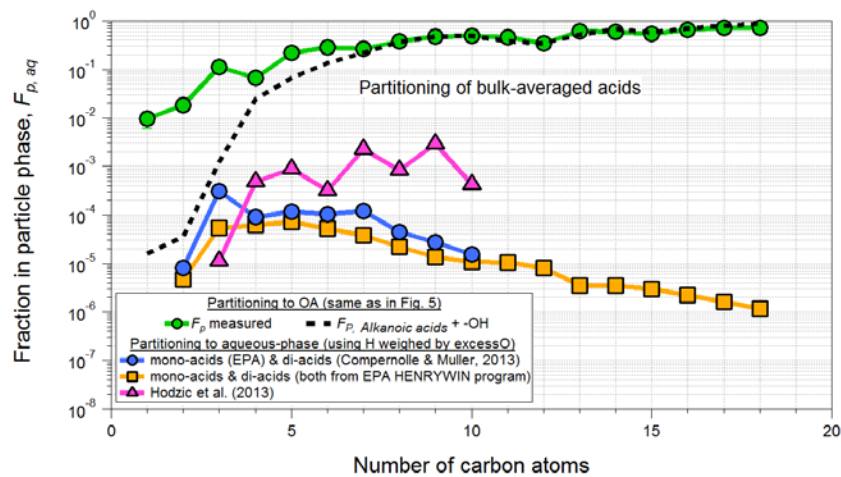 10⁰
10⁻¹
10⁻²
10⁻³
10⁻⁴
10⁻⁵
10⁻⁶
10⁻⁷
10⁻⁸
Fraction in particle phase, Fp, aq
Partitioning of bulk-averaged acids
Partitioning to OA (same as in Fig. 5)
Fp measured
FP, Alkanoic acids + -OH
Partitioning to aqueous-phase (using H weighed by excessO)
mono-acids (EPA) & di-acids (Compernolle & Muller, 2013)
mono-acids & di-acids (both from EPA HENRYWIN program)
Hodzic et al. (2013)
0 5 10 15 20
Number of carbon atoms